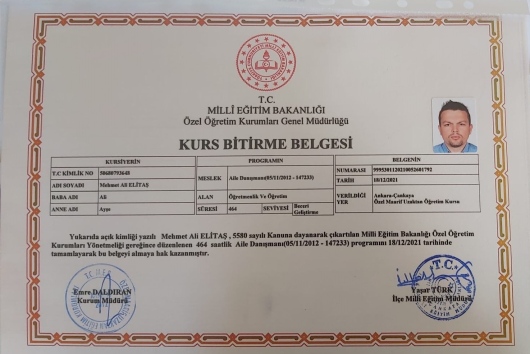 T.C.
MİLLÎ EĞİTİM BAKANLIĞI
Özel Öğretim Kurumları Genel Müdürlüğü
KURS BİTİRME BELGESİ
KURSİYERİN
T.C KİMLİK NO 50680793648
ADI SOYADI Mehmet Ali ELİTAŞ
BABA ADI Ali
ANNE ADI Ayşe
PROGRAMIN
MESLEK Aile Danışmanı(05/11/2012 - 147233)
ALAN Öğretmenlik Ve Öğretim
SÜRESİ 464 SEVİYESİ Beceri Geliştirme
BELGENİN
NUMARASI
TARİH 18/12/2021
VERİLDİĞİ YER Ankara-Çankaya
Özel Maarif Uzaktan Öğretim Kursu
Yukarıda açık kimliği yazılı Mehmet Ali ELİTAŞ , 5580 sayılı Kanuna dayanarak çıkartılan Milli Eğitim Bakanlığı Özel Öğretim
Kurumları Yönetmeliği gereğince düzenlenen 464 saatlik Aile Danışmanı(05/11/2012 - 147233) programını 18/12/2021 tarihinde
tamamlayarak bu belgeyi almaya hak kazanmıştır.
Emre DALDIRAN
Kurum Müdürü
T.C.
Yaşar TÜRK
İlçe Milli Eğitim Müdürü